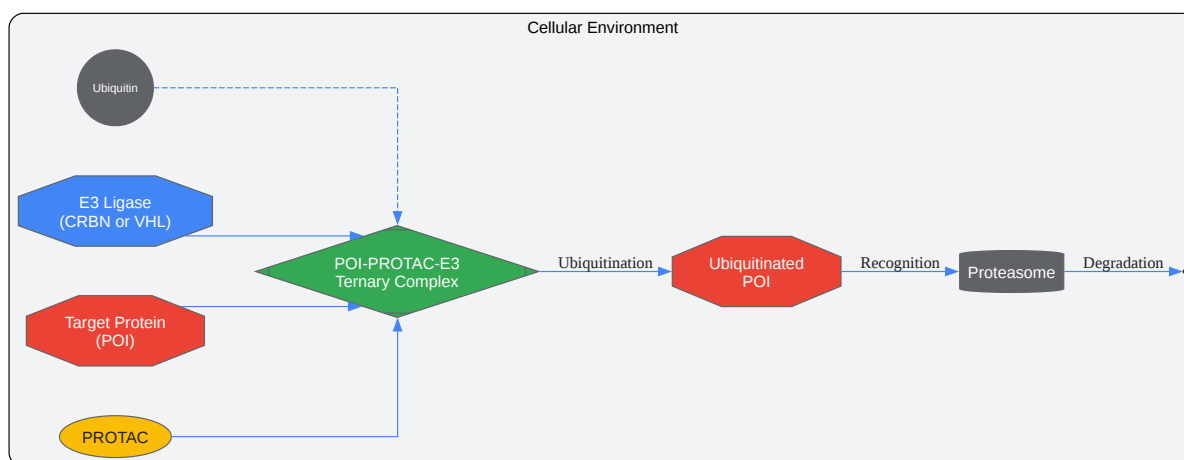 Cellular Environment
Ubiquitin
E3 Ligase
(CRBN or VHL)
POI-PROTAC-E3
Ternary Complex
Ubiquitination
Ubiquitinated
POI
Recognition
Proteasome
Degradation
Target Protein
(POI)
PROTAC